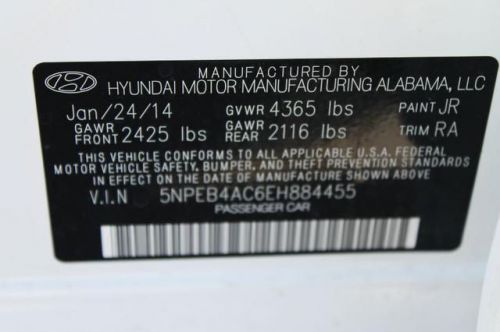 MANUFACTURED BY
HYUNDAI MOTOR MANUFACTURING ALABAMA, LLC
Jan/24/14 GVWR 4365 lbs PAINT JR
GAWR FRONT 2425 lbs GAWR REAR 2116 lbs TRIM RA
THIS VEHICLE CONFORMS TO ALL APPLICABLE U.S.A. FEDERAL
MOTOR VEHICLE SAFETY, BUMPER, AND THEFT PREVENTION
STANDARDS IN EFFECT ON THE DATE OF MANUFACTURE SHOWN ABOVE.
V.I.N 5NPEB4AC6EH884455
PASSENGER CAR